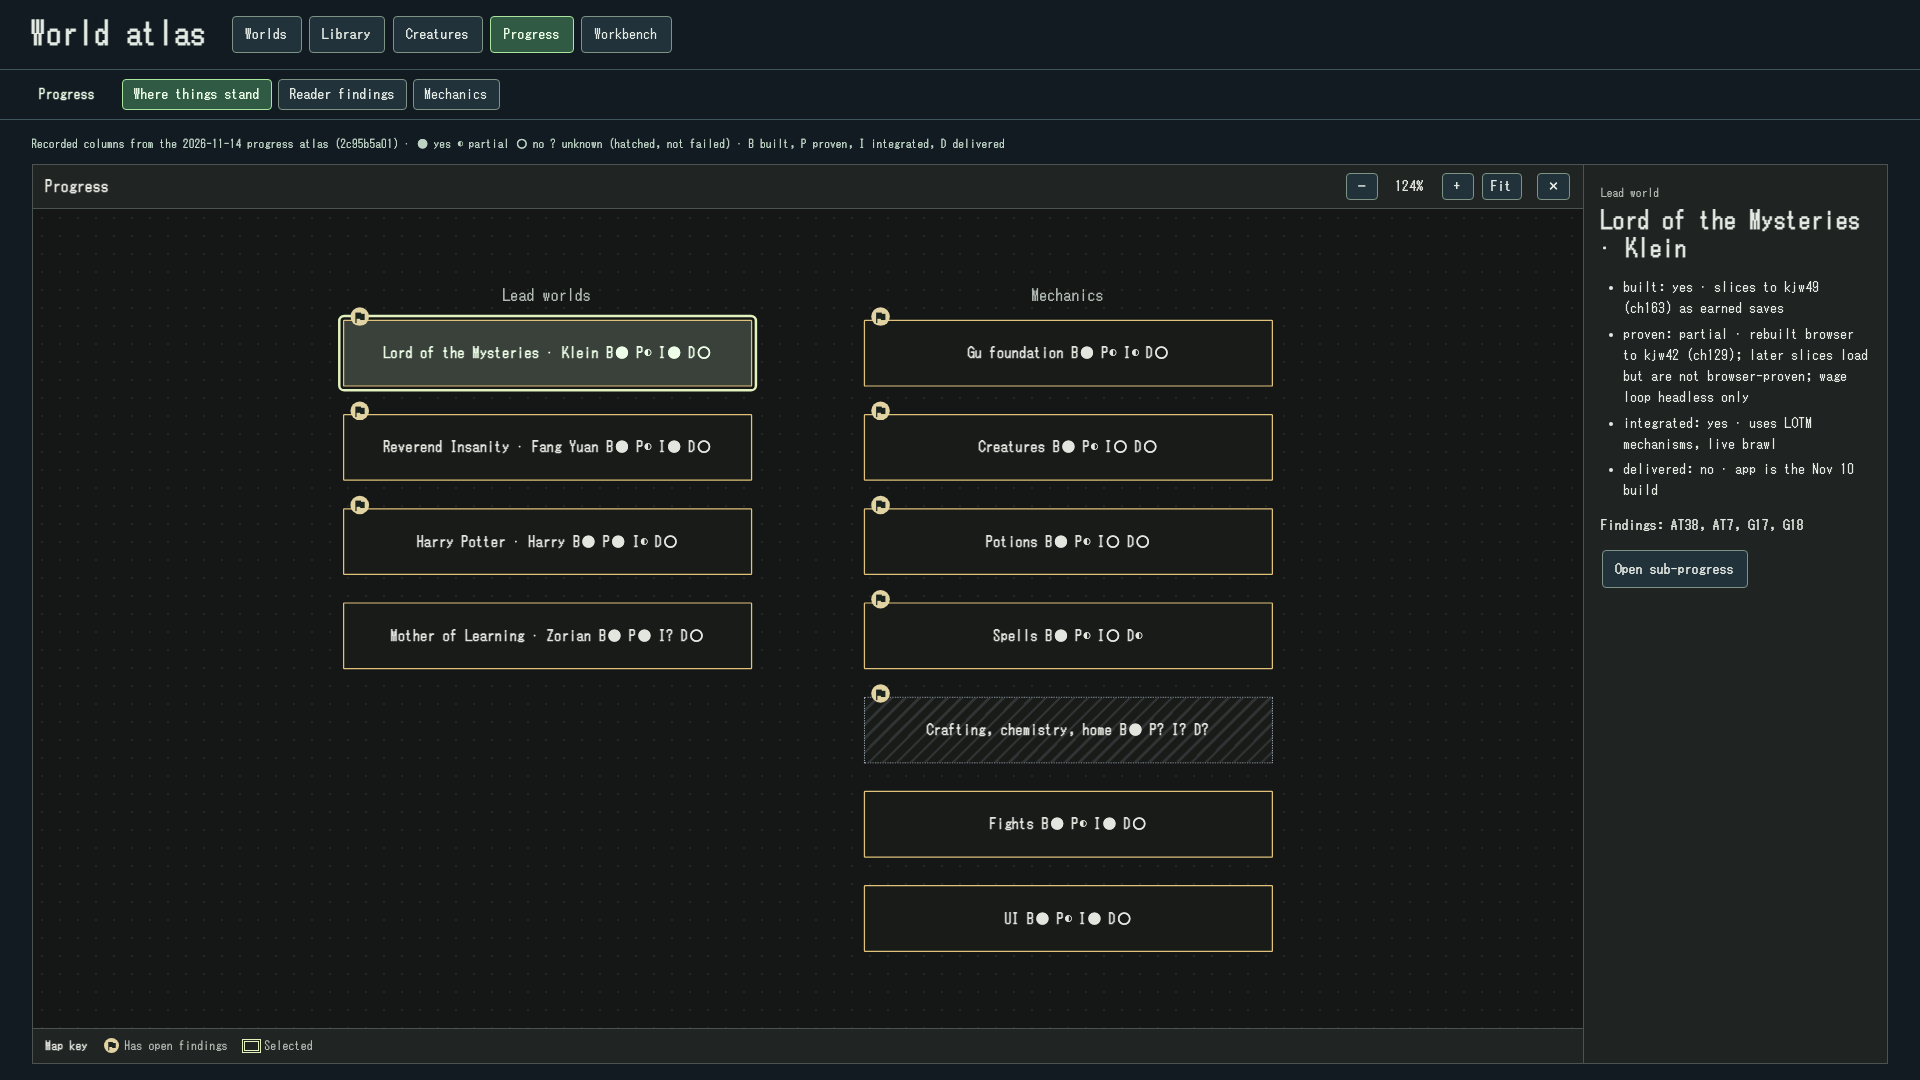 World atlas
Worlds
Library
Creatures
Progress
Workbench
Progress
Where things stand
Reader findings
Mechanics
Recorded columns from the 2026-11-14 progress atlas (2c95b5a01) · ● yes ◐ partial ○ no ? unknown (hatched, not failed) · B built, P proven, I integrated, D delivered
Progress
−
124%
+
Fit
×
Lead worlds
Lord of the Mysteries · Klein B● P◐ I● D○
Reverend Insanity · Fang Yuan B● P◐ I● D○
Harry Potter · Harry B● P● I◐ D○
Mother of Learning · Zorian B● P● I? D○
Mechanics
Gu foundation B● P◐ I◐ D○
Creatures B● P◐ I○ D○
Potions B● P◐ I○ D○
Spells B● P◐ I○ D◐
Crafting, chemistry, home B● P? I? D?
Fights B● P◐ I● D○
UI B● P◐ I● D○
Map key
Has open findings
Selected
Lead world
Lord of the Mysteries
· Klein
• built: yes · slices to kjw49
(ch163) as earned saves
• proven: partial · rebuilt browser
to kjw42 (ch129); later slices load
but are not browser-proven; wage
loop headless only
• integrated: yes · uses LOTM
mechanisms, live brawl
• delivered: no · app is the Nov 10
build
Findings: AT38, AT7, G17, G18
Open sub-progress